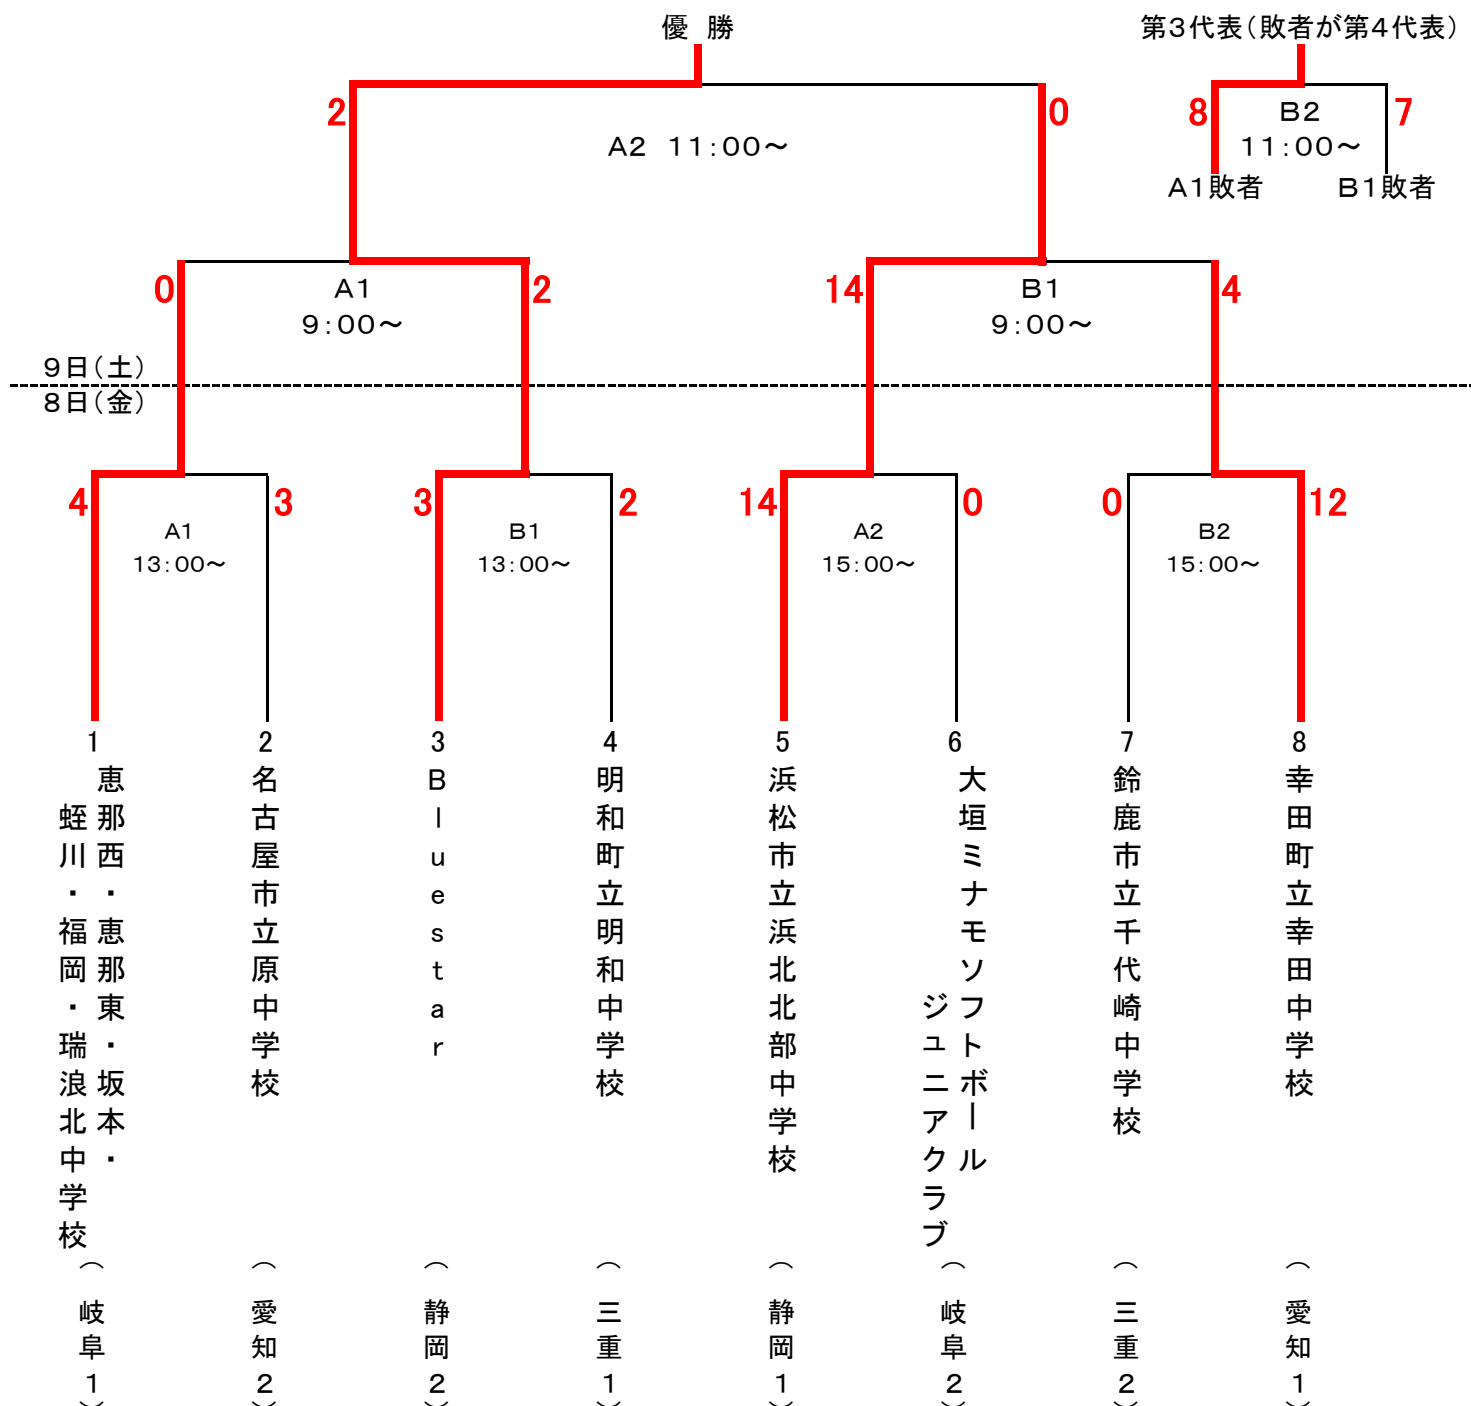 優 勝
第3代表(敗者が第4代表)
2
0
A2 11:00～
8
B2
7
11:00～
A1敗者
B1敗者
0
A1
2
9:00～
14
B1
4
9:00～
9日(土)
8日(金)
4
A1
3
13:00～
3
B1
2
13:00～
14
A2
0
15:00～
0
B2
12
15:00～
1
恵那西・恵那東・坂本・
蛭川・福岡・瑞浪北中学校
(岐阜1)
2
名古屋市立原中学校
(愛知2)
3
Bluestar
(静岡2)
4
明和町立明和中学校
(三重1)
5
浜松市立浜北北部中学校
(静岡1)
6
大垣ミナモソフトボール
ジュニアクラブ
(岐阜2)
7
鈴鹿市立千代崎中学校
(三重2)
8
幸田町立幸田中学校
(愛知1)